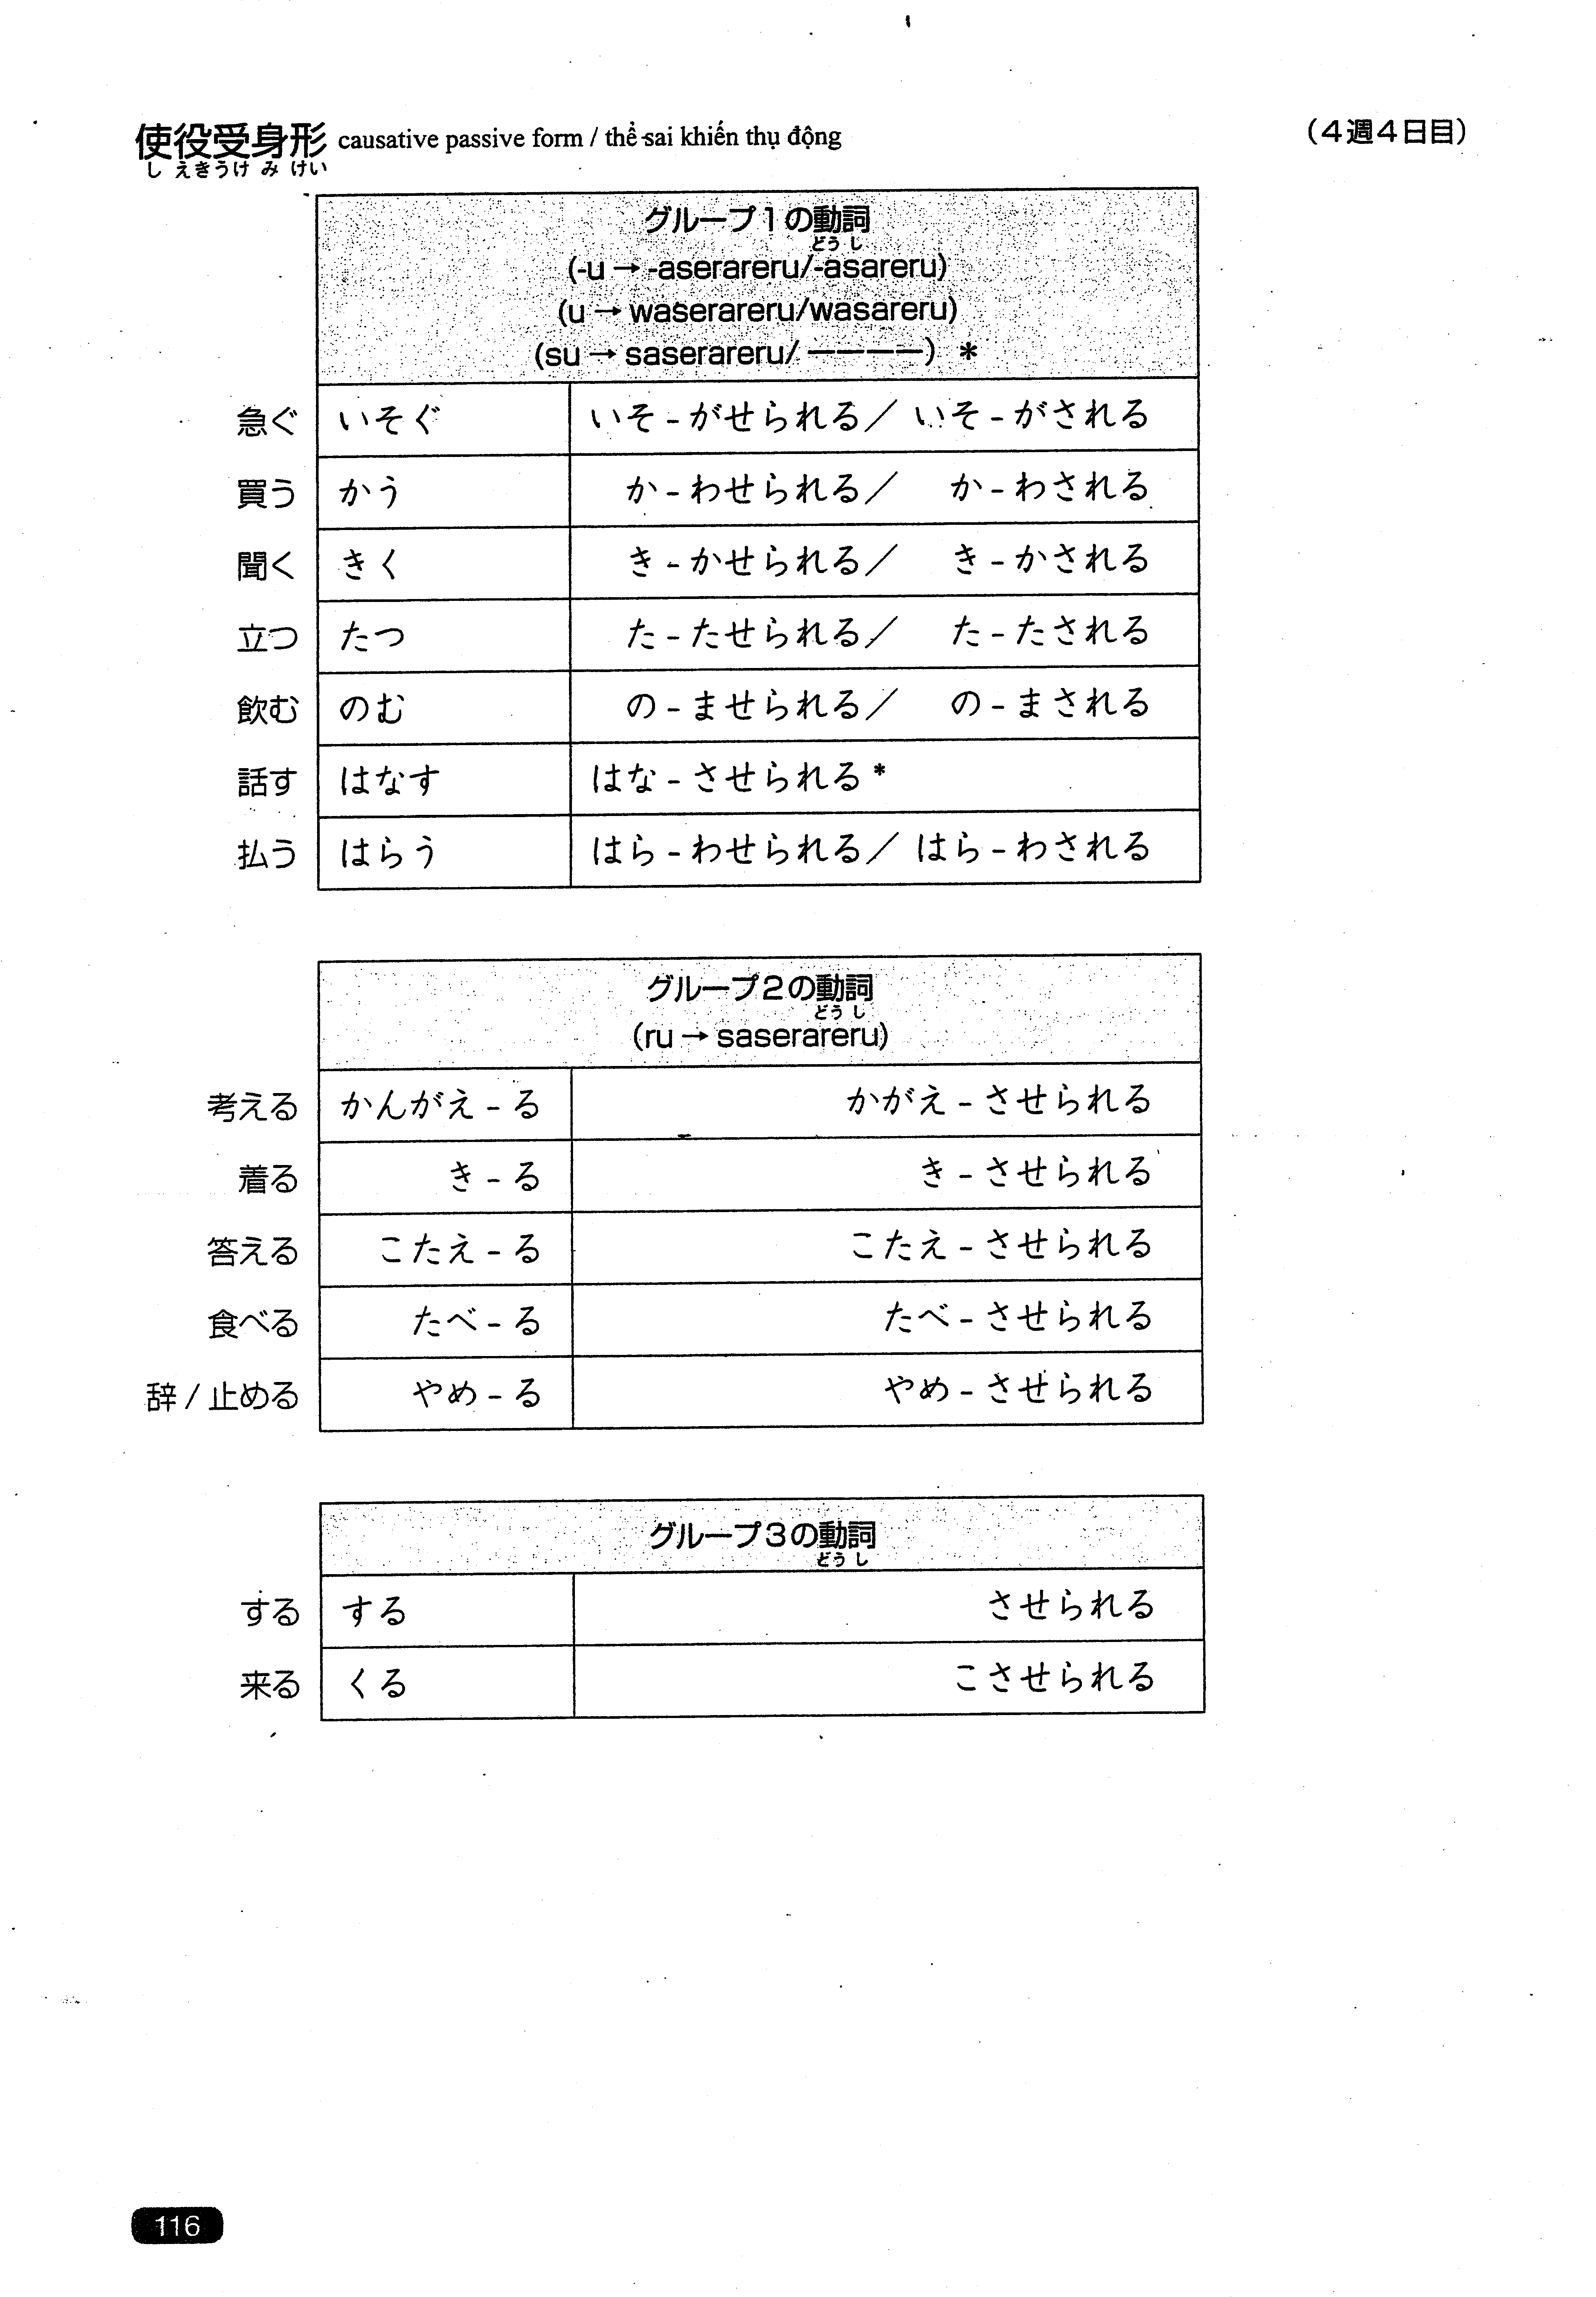 使役受身形 causative passive form / thể sai khiến thụ động
しえきうけみけい
（４週４日目）
グループ１の動詞
どうし
(-u → -aserareru/-asareru)
(u → waserareru/wasareru)
(su → saserareru/ ーーーー) *
急ぐ いそぐ いそ - がせられる／ いそ - がされる
買う かう か - わせられる／ か - わされる
聞く きく き - かせられる／ き - かされる
立つ たつ た - たせられる／ た - たされる
飲む のむ の - ませられる／ の - まされる
話す はなす はな - させられる *
払う はらう はら - わせられる／ はら - わされる
グループ２の動詞
どうし
(ru → saserareru)
考える かんがえ - る かがえ - させられる
着る き - る き - させられる
答える こたえ - る こたえ - させられる
食べる たべ - る たべ - させられる
辞 / 止める やめ - る やめ - させられる
グループ３の動詞
どうし
する する させられる
来る くる こさせられる
116